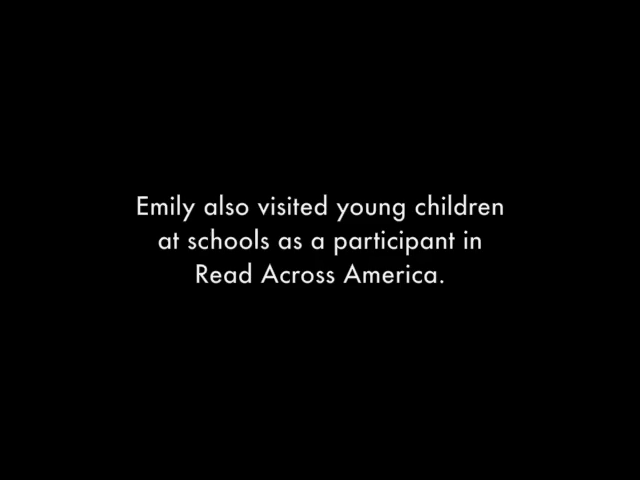 Emily also visited young children
at schools as a participant in
Read Across America.